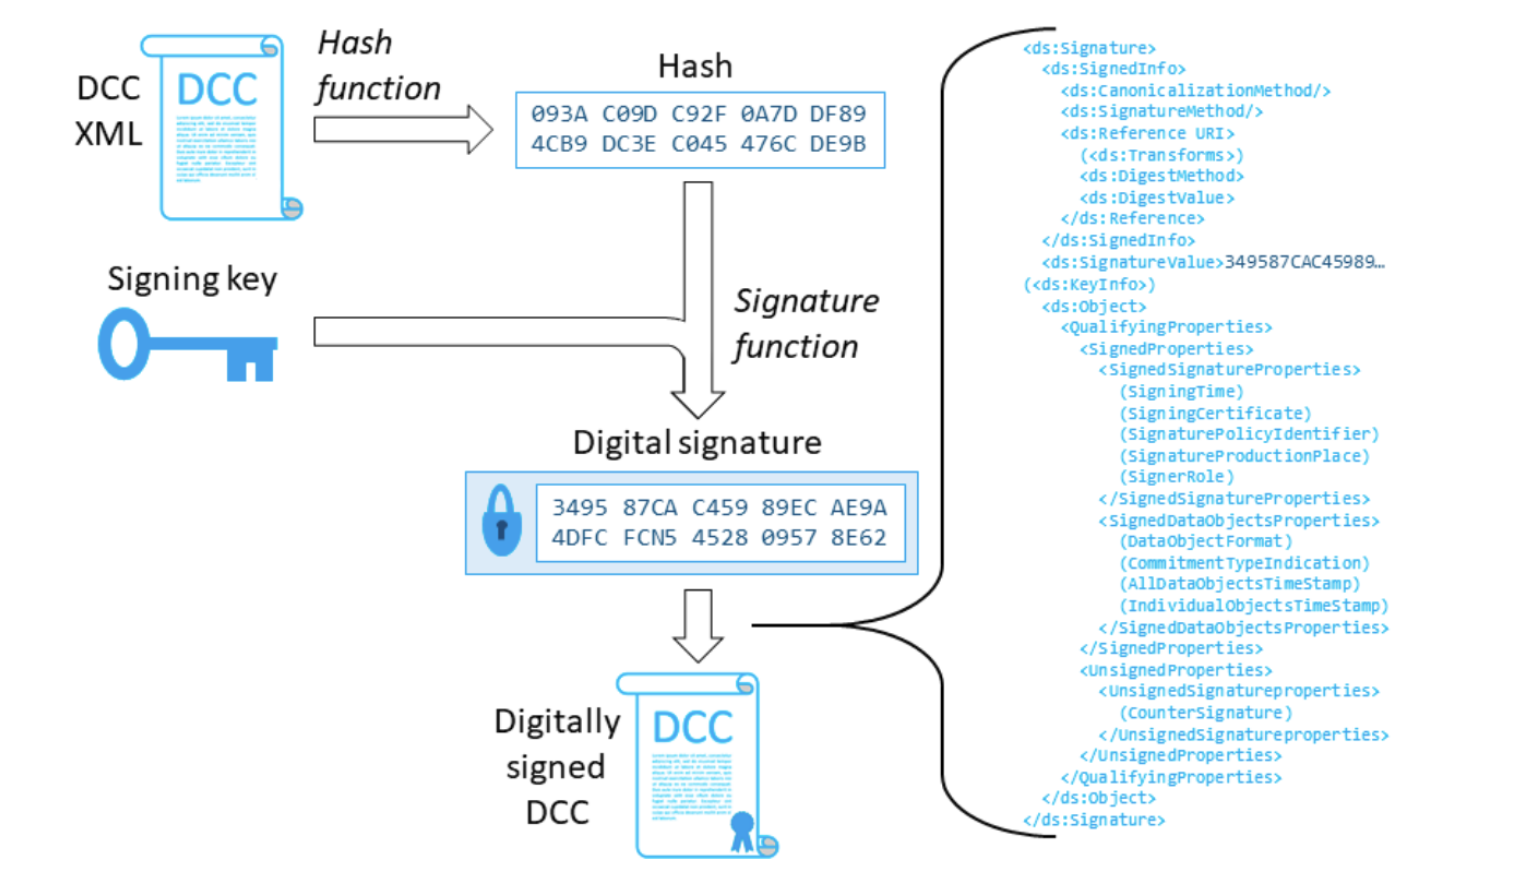 DCC
XML
DCC
Hash
function
Hash
093A C09D C92F 0A7D DF89
4CB9 DC3E C045 476C DE9B
Signing key
Signature
function
Digital signature
3495 87CA C459 89EC AE9A
4DFC FCN5 4528 0957 8E62
Digitally
signed
DCC
DCC
<ds:Signature>
<ds:SignedInfo>
<ds:CanonicalizationMethod/>
<ds:SignatureMethod/>
<ds:Reference URI>
(<ds:Transforms>)
<ds:DigestMethod>
<ds:DigestValue>
</ds:Reference>
</ds:SignedInfo>
<ds:SignatureValue>349587CAC45989…
(<ds:KeyInfo>)
<ds:Object>
<QualifyingProperties>
<SignedProperties>
<SignedSignatureProperties>
(SigningTime)
(SigningCertificate)
(SignaturePolicyIdentifier)
(SignatureProductionPlace)
(SignerRole)
</SignedSignatureProperties>
<SignedDataObjectsProperties>
(DataObjectFormat)
(CommitmentTypeIndication)
(AllDataObjectsTimeStamp)
(IndividualObjectsTimeStamp)
</SignedDataObjectsProperties>
</SignedProperties>
<UnsignedProperties>
<UnsignedSignatureproperties>
(CounterSignature)
</UnsignedSignatureproperties>
</UnsignedProperties>
</QualifyingProperties>
</ds:Object>
</ds:Signature>